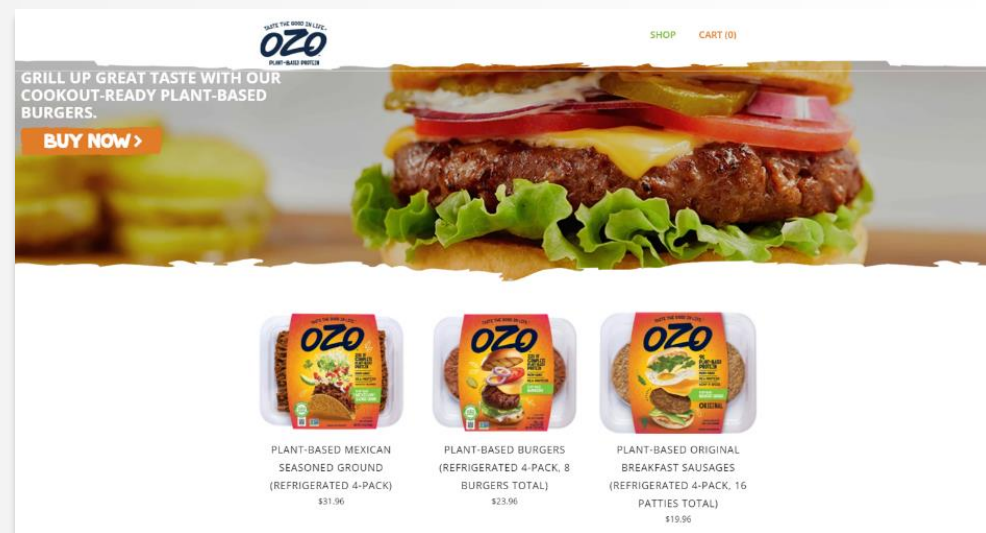 TASTE THE GOOD IN LIFE
OZO
PLANT-BASED PROTEIN
SHOP
CART (0)
GRILL UP GREAT TASTE WITH OUR
COOKOUT-READY PLANT-BASED
BURGERS.
BUY NOW >
OZO
OZO
OZO
ORIGINAL
PLANT-BASED MEXICAN
SEASONED GROUND
(REFRIGERATED 4-PACK)
$31.96
PLANT-BASED BURGERS
(REFRIGERATED 4-PACK, 8
BURGERS TOTAL)
$23.96
PLANT-BASED ORIGINAL
BREAKFAST SAUSAGES
(REFRIGERATED 4-PACK, 16
PATTIES TOTAL)
$19.96